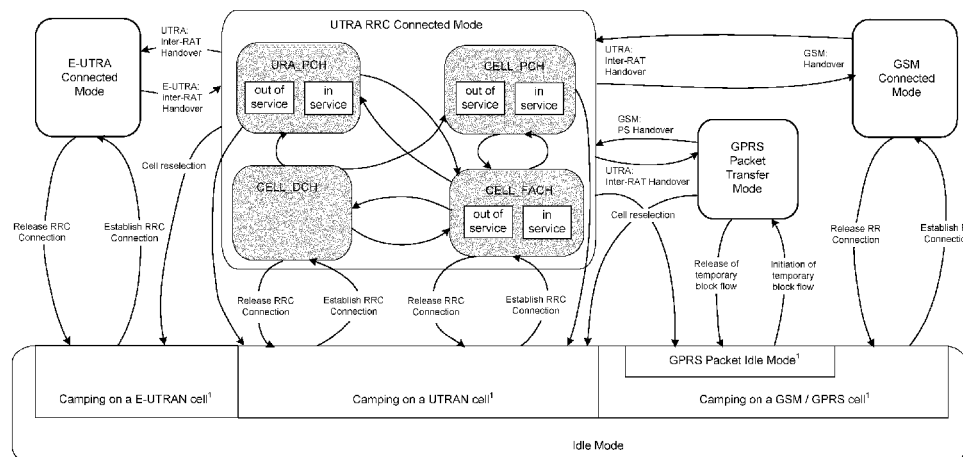 UTRA RRC Connected Mode
UTRA:
Inter-RAT
Handover
E-UTRA
Connected
Mode
E-UTRA:
Inter-RAT
Handover
URA_PCH
out of
service
in
service
CELL_PCH
out of
service
in
service
UTRA:
Inter-RAT
Handover
GSM:
Handover
GSM
Connected
Mode
GSM:
PS Handover
GPRS
Packet
Transfer
Mode
Cell reselection
CELL_DCH
CELL_FACH
out of
service
in
service
UTRA:
Inter-RAT Handover
Cell reselection
Release RRC
Connection
Establish RRC
Connection
Release RRC
Connection
Establish RRC
Connection
Release RRC
Connection
Establish RRC
Connection
Release of
temporary
block flow
Initiation of
temporary
block flow
Release RR
Connection
Establish R
Connectio
GPRS Packet Idle Mode1
Camping on a E-UTRAN cell1
Camping on a UTRAN cell1
Camping on a GSM / GPRS cell1
Idle Mode